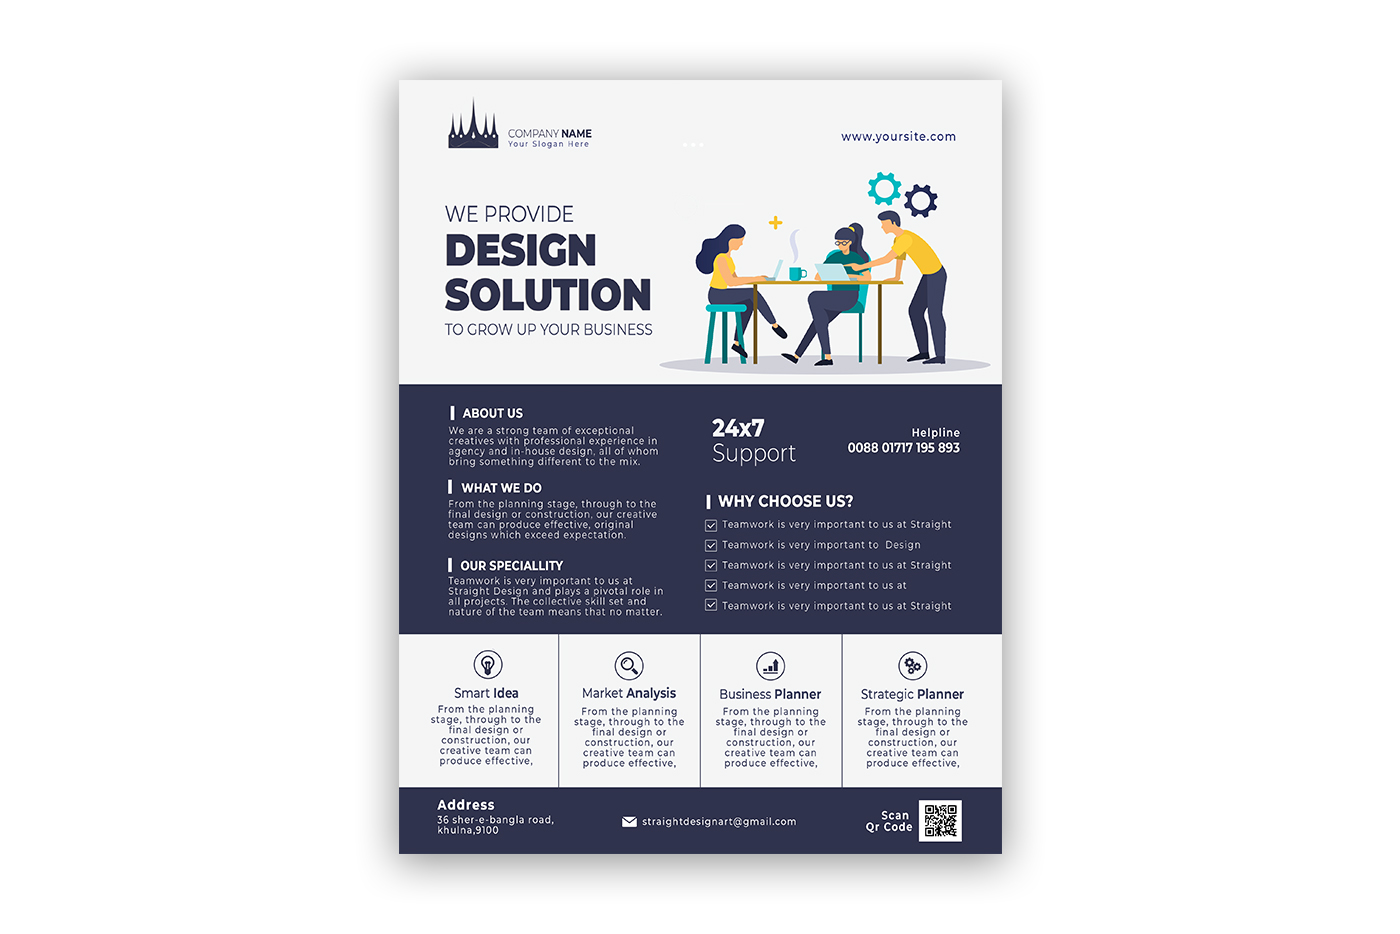 COMPANY NAME
Your Slogan Here
www.yoursite.com
WE PROVIDE
DESIGN
SOLUTION
TO GROW UP YOUR BUSINESS
ABOUT US
We are a strong team of exceptional
creatives with professional experience in
agency and in-house design, all of whom
bring something different to the mix.
WHAT WE DO
From the planning stage, through to the
final design or construction, our creative
team can produce effective, original
designs which exceed expectation.
OUR SPECIALLITY
Teamwork is very important to us at
Straight Design and plays a pivotal role in
all projects. The collective skill set and
nature of the team means that no matter.
24x7
Support
Helpline
0088 01717 195 893
WHY CHOOSE US?
Teamwork is very important to us at Straight
Teamwork is very important to  Design
Teamwork is very important to us at Straight
Teamwork is very important to us at
Teamwork is very important to us at Straight
Smart Idea
From the planning
stage, through to the
final design or
construction, our
creative team can
produce effective,
Market Analysis
From the planning
stage, through to the
final design or
construction, our
creative team can
produce effective,
Business Planner
From the planning
stage, through to the
final design or
construction, our
creative team can
produce effective,
Strategic Planner
From the planning
stage, through to the
final design or
construction, our
creative team can
produce effective,
Address
36 sher-e-bangla road,
khulna,9100
straightdesignart@gmail.com
Scan
Qr Code